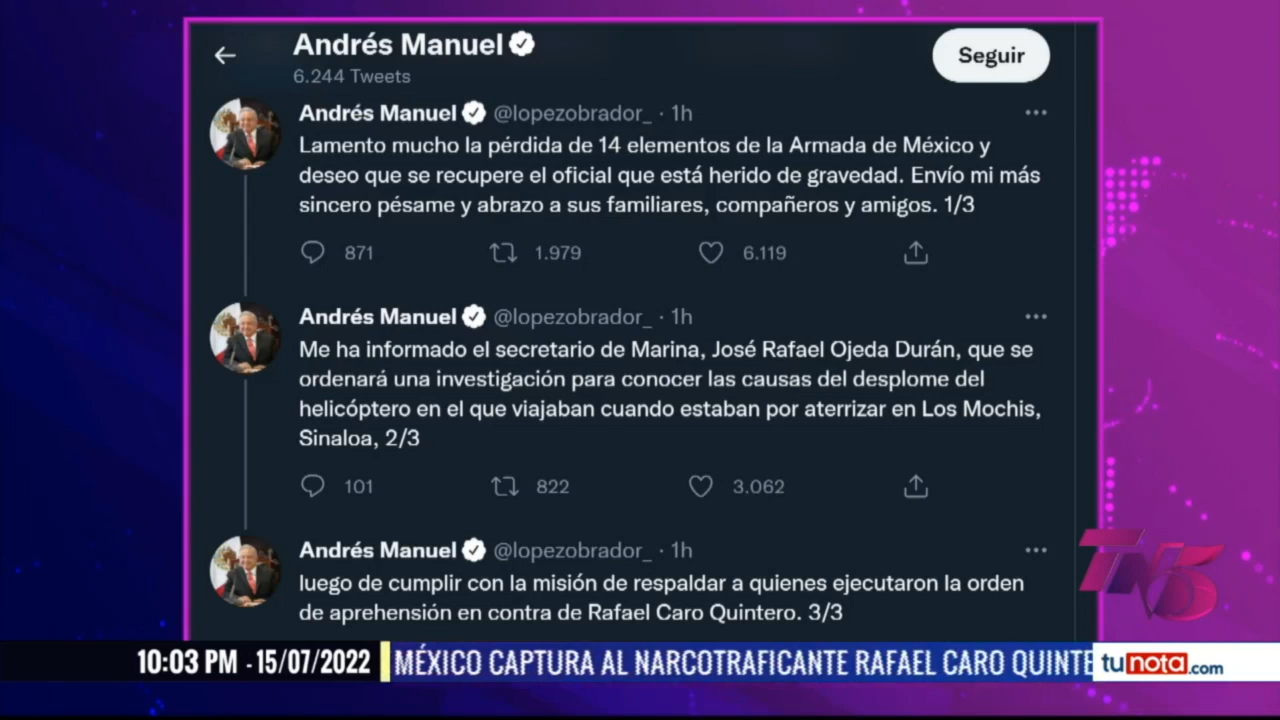 Andrés Manuel
6.244 Tweets
Seguir
Andrés Manuel @lopezobrador_ · 1h
Lamento mucho la pérdida de 14 elementos de la Armada de México y
deseo que se recupere el oficial que está herido de gravedad. Envío mi más
sincero pésame y abrazo a sus familiares, compañeros y amigos. 1/3
871 1.979 6.119
Andrés Manuel @lopezobrador_ · 1h
Me ha informado el secretario de Marina, José Rafael Ojeda Durán, que se
ordenará una investigación para conocer las causas del desplome del
helicóptero en el que viajaban cuando estaban por aterrizar en Los Mochis,
Sinaloa, 2/3
101 822 3.062
Andrés Manuel @lopezobrador_ · 1h
luego de cumplir con la misión de respaldar a quienes ejecutaron la orden
de aprehensión en contra de Rafael Caro Quintero. 3/3
TN5
10:03 PM - 15/07/2022 MÉXICO CAPTURA AL NARCOTRAFICANTE RAFAEL CARO QUINTE tunota.com